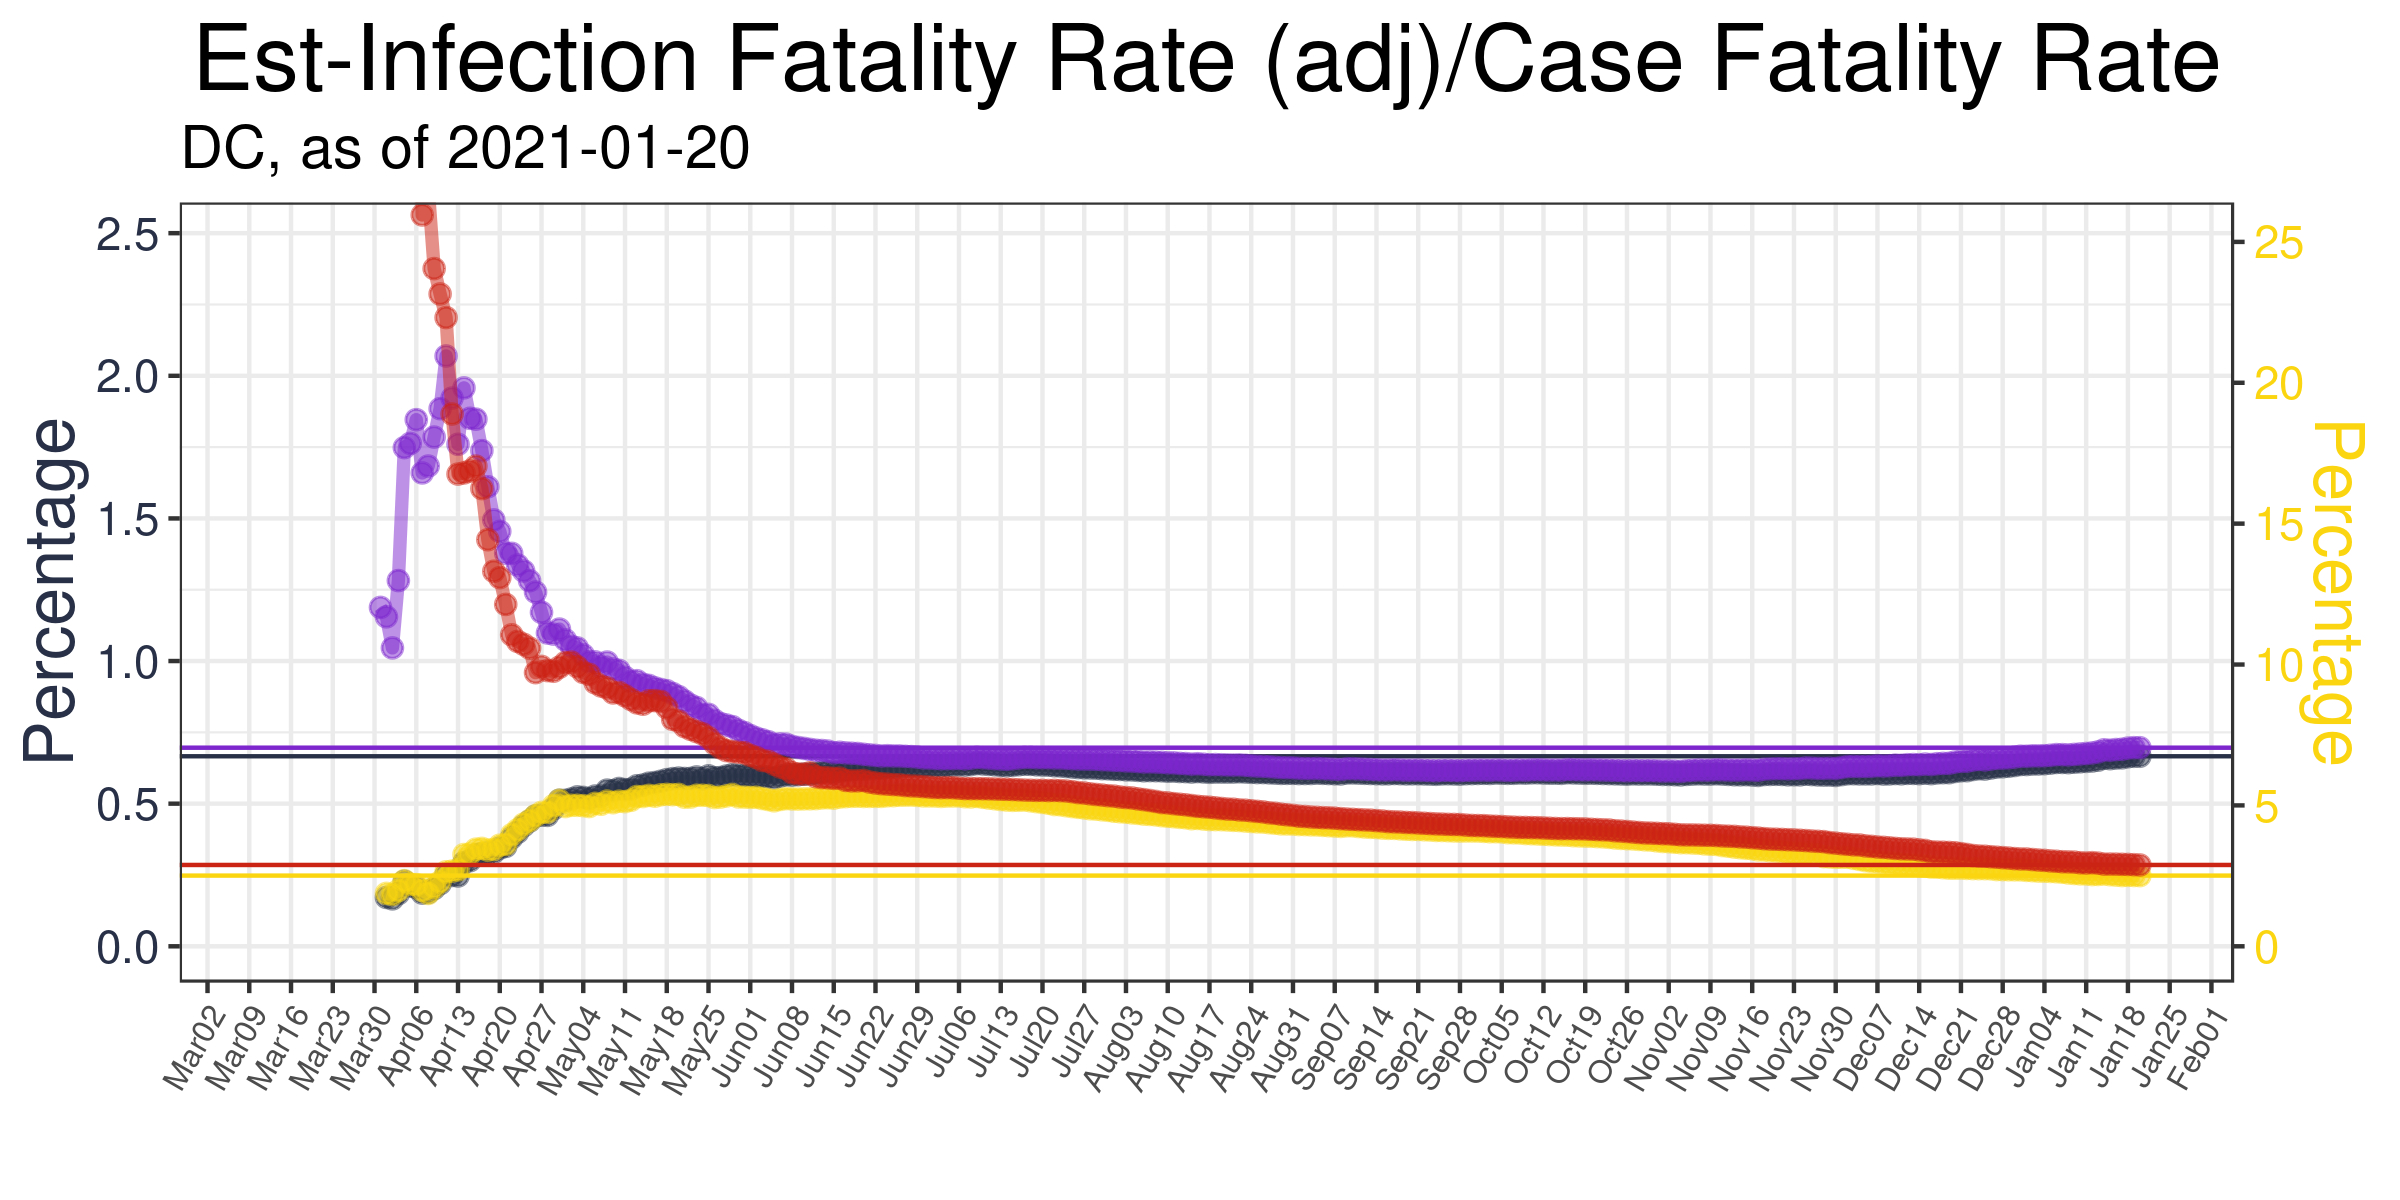 Est-Infection Fatality Rate (adj)/Case Fatality Rate
DC, as of 2021-01-20
Percentage
2.5
2.0
1.5
1.0
0.5
0.0
25
20
15
10
5
0
Percentage
Mar02 Mar09 Mar16 Mar23 Mar30 Apr06 Apr13 Apr20 Apr27 May04 May11 May18 May25 Jun01 Jun08 Jun15 Jun22 Jun29 Jul06 Jul13 Jul20 Jul27 Aug03 Aug10 Aug17 Aug24 Aug31 Sep07 Sep14 Sep21 Sep28 Oct05 Oct12 Oct19 Oct26 Nov02 Nov09 Nov16 Nov23 Nov30 Dec07 Dec14 Dec21 Dec28 Jan04 Jan11 Jan18 Jan25 Feb01